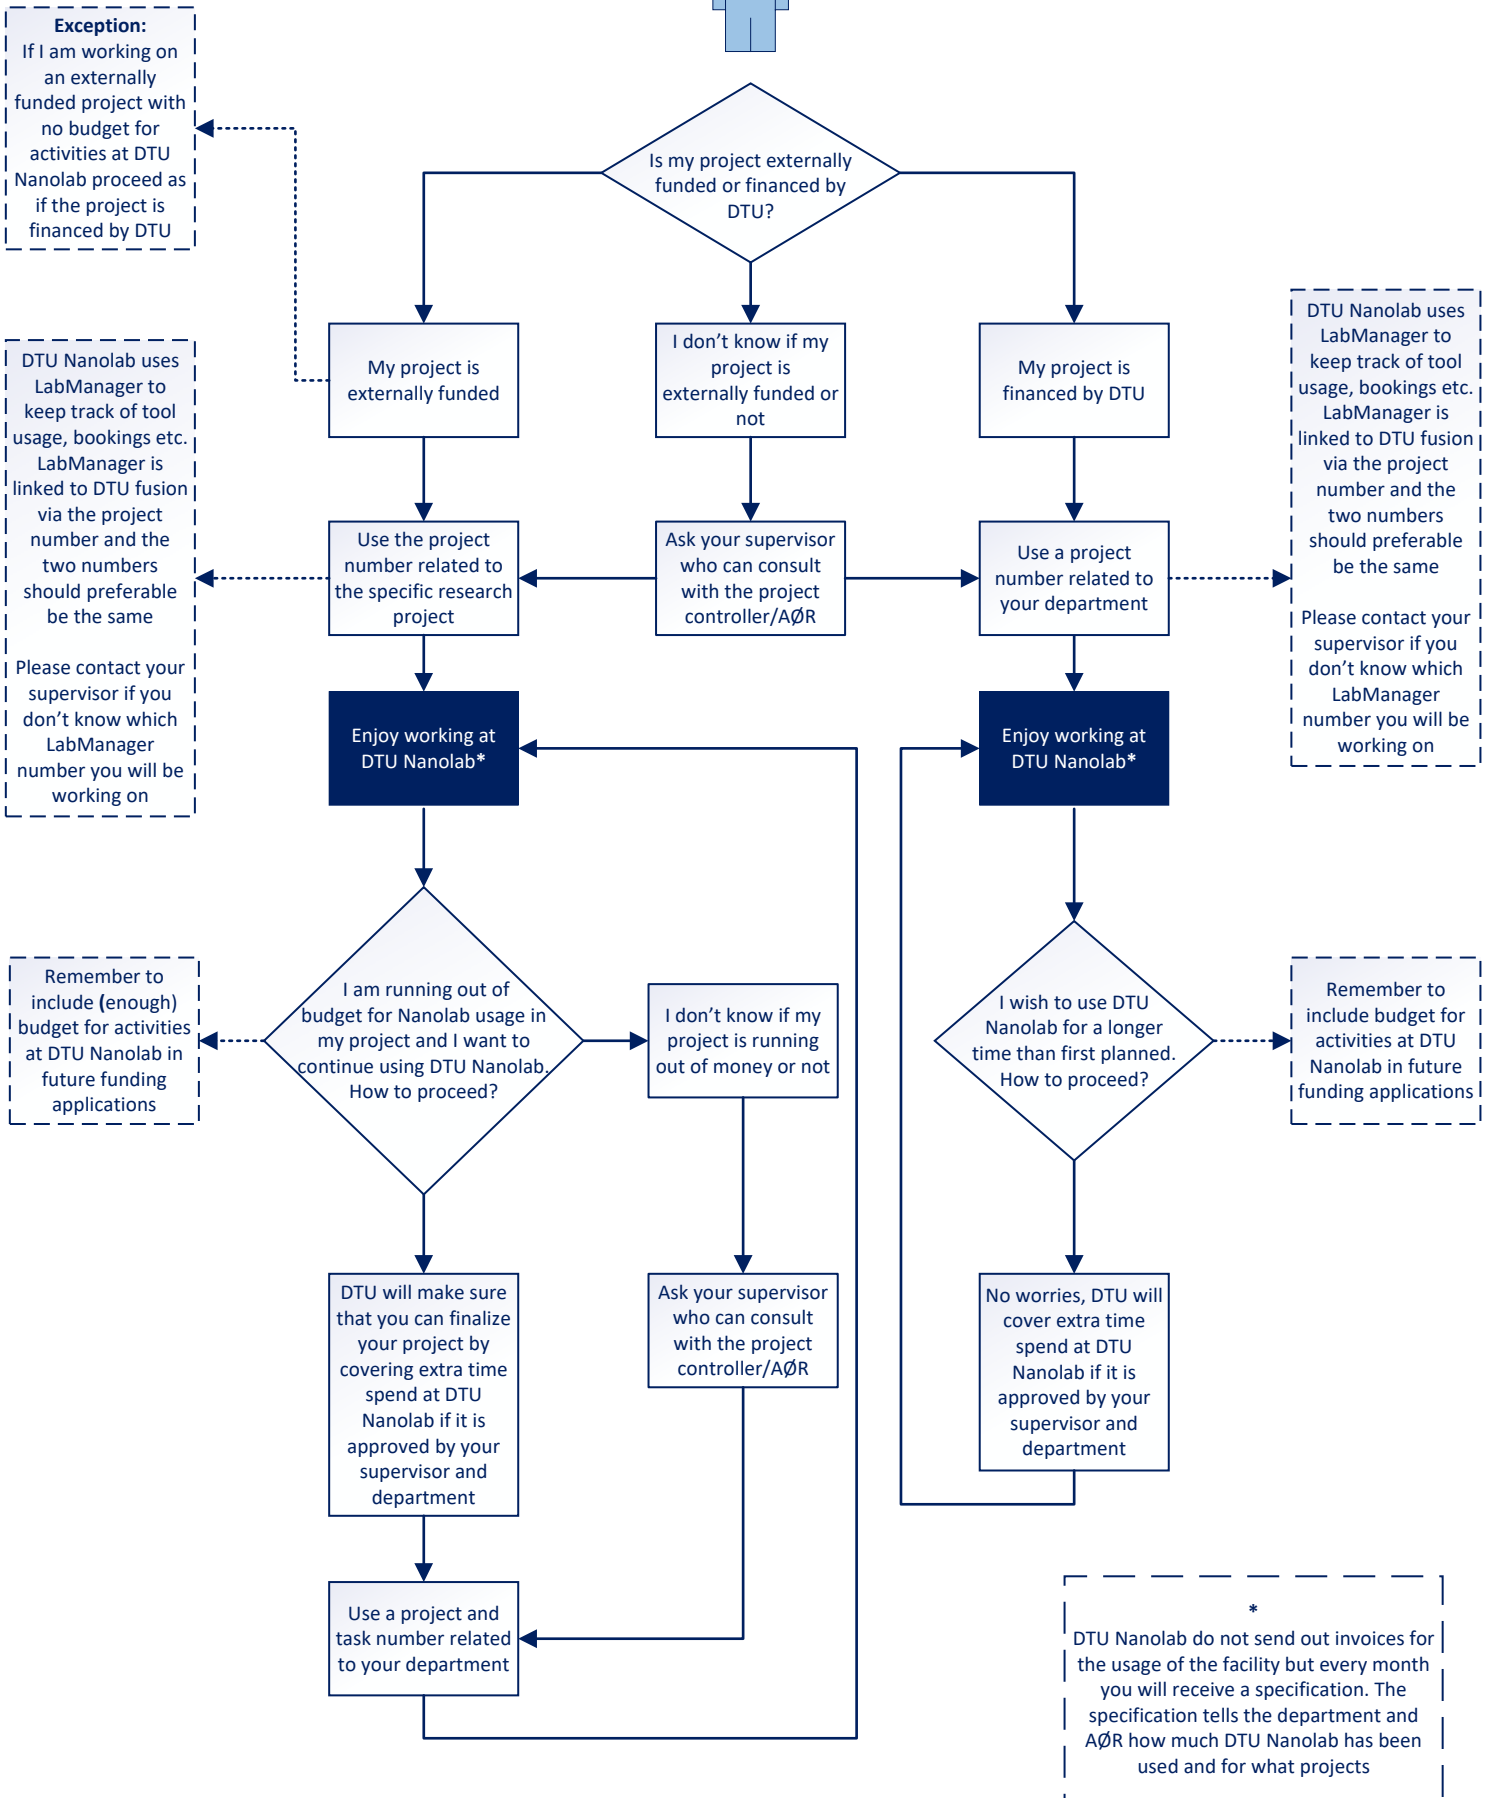 Exception:
If I am working on
an externally
funded project with
no budget for
activities at DTU
Nanolab proceed as
if the project is
financed by DTU
Is my project externally
funded or financed by
DTU?
My project is
externally funded
I don't know if my
project is
externally funded or
not
My project is
financed by DTU
DTU Nanolab uses
LabManager to
keep track of tool
usage, bookings etc.
LabManager is
linked to DTU fusion
via the project
number and the
two numbers
should preferable
be the same
Please contact your
supervisor if you
don't know which
LabManager
number you will be
working on
Use the project
number related to
the specific research
project
Ask your supervisor
who can consult
with the project
controller/AØR
Use a project
number related to
your department
DTU Nanolab uses
LabManager to
keep track of tool
usage, bookings etc.
LabManager is
linked to DTU fusion
via the project
number and the
two numbers
should preferable
be the same
Please contact your
supervisor if you
don't know which
LabManager
number you will be
working on
Enjoy working at
DTU Nanolab*
Enjoy working at
DTU Nanolab*
Remember to
include (enough)
budget for activities
at DTU Nanolab in
future funding
applications
I am running out of
budget for Nanolab usage in
my project and I want to
continue using DTU Nanolab.
How to proceed?
I don't know if my
project is running
out of money or not
I wish to use DTU
Nanolab for a longer
time than first planned.
How to proceed?
Remember to
include budget for
activities at DTU
Nanolab in future
funding applications
DTU will make sure
that you can finalize
your project by
covering extra time
spend at DTU
Nanolab if it is
approved by your
supervisor and
department
Ask your supervisor
who can consult
with the project
controller/AØR
No worries, DTU will
cover extra time
spend at DTU
Nanolab if it is
approved by your
supervisor and
department
Use a project and
task number related
to your department
*
DTU Nanolab do not send out invoices for
the usage of the facility but every month
you will receive a specification. The
specification tells the department and
AØR how much DTU Nanolab has been
used and for what projects